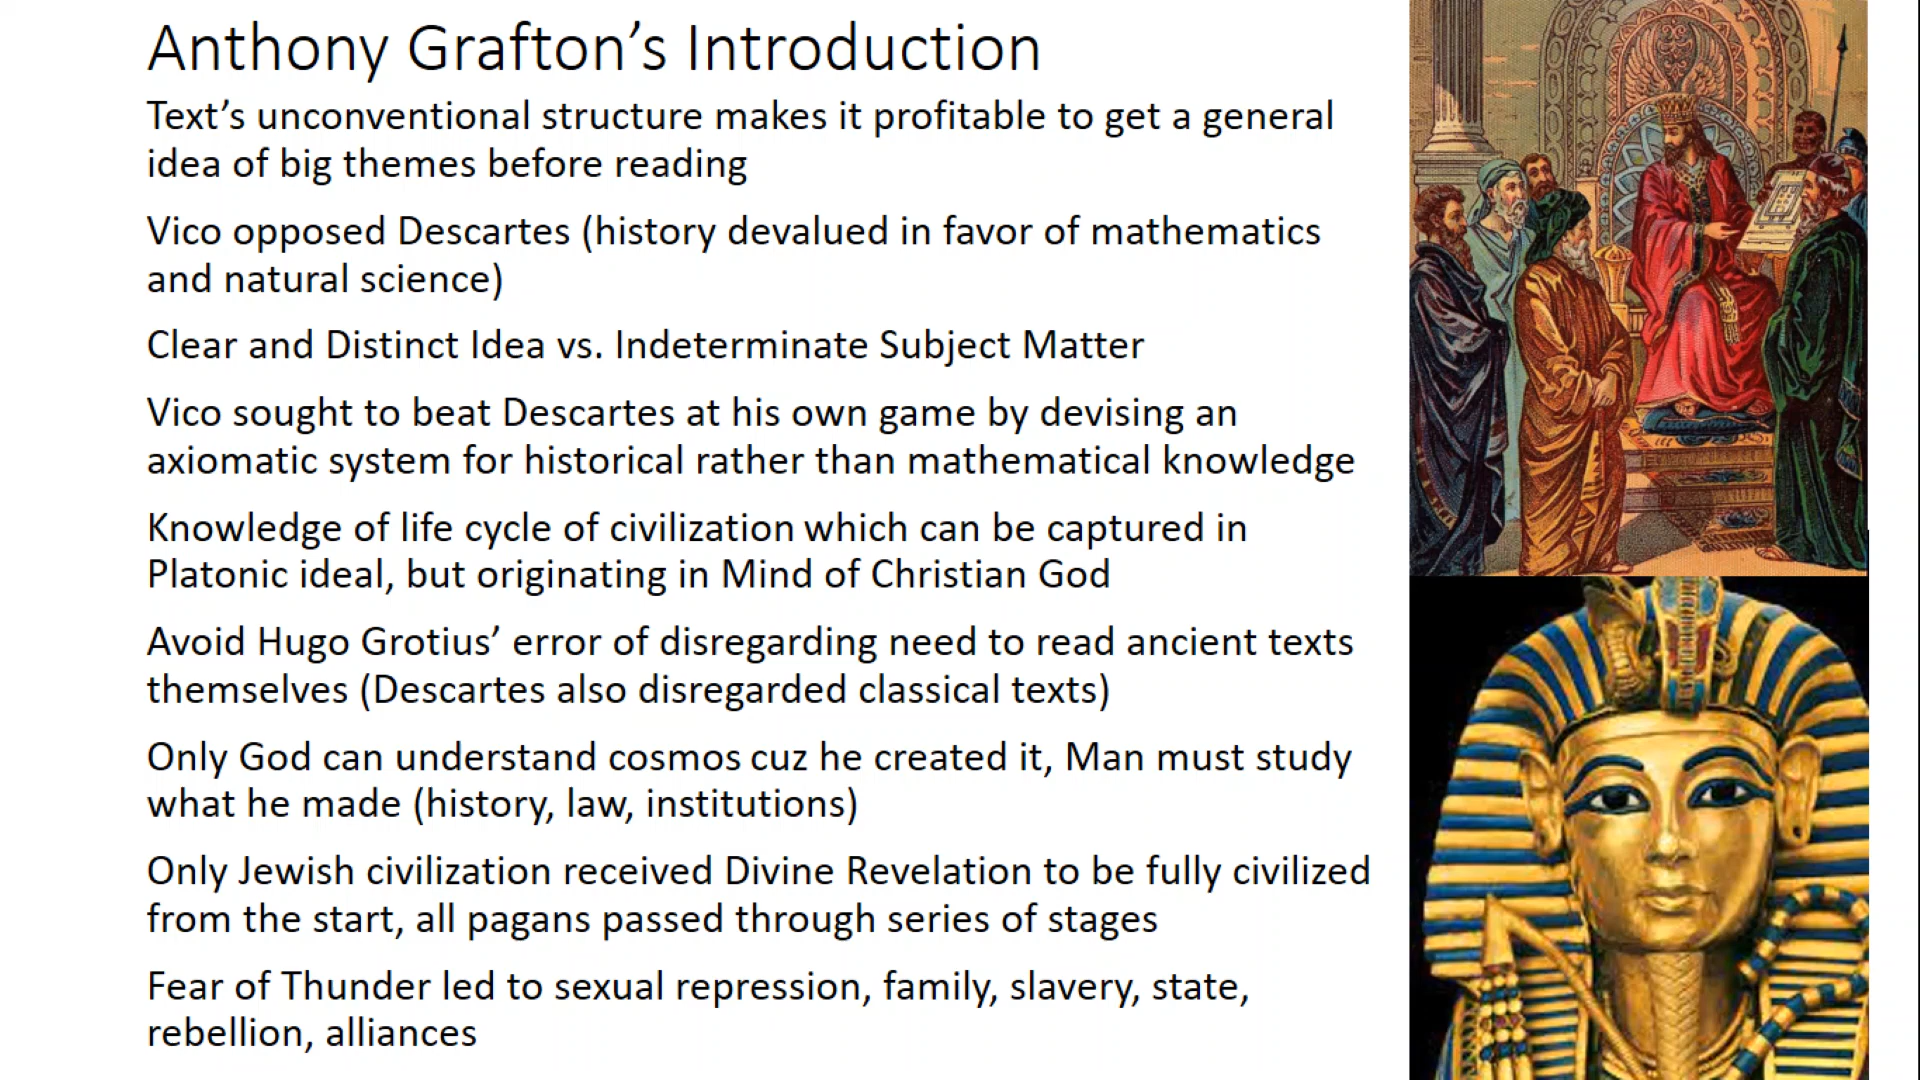 Anthony Grafton’s Introduction
Text’s unconventional structure makes it profitable to get a general
idea of big themes before reading
Vico opposed Descartes (history devalued in favor of mathematics
and natural science)
Clear and Distinct Idea vs. Indeterminate Subject Matter
Vico sought to beat Descartes at his own game by devising an
axiomatic system for historical rather than mathematical knowledge
Knowledge of life cycle of civilization which can be captured in
Platonic ideal, but originating in Mind of Christian God
Avoid Hugo Grotius’ error of disregarding need to read ancient texts
themselves (Descartes also disregarded classical texts)
Only God can understand cosmos cuz he created it, Man must study
what he made (history, law, institutions)
Only Jewish civilization received Divine Revelation to be fully civilized
from the start, all pagans passed through series of stages
Fear of Thunder led to sexual repression, family, slavery, state,
rebellion, alliances